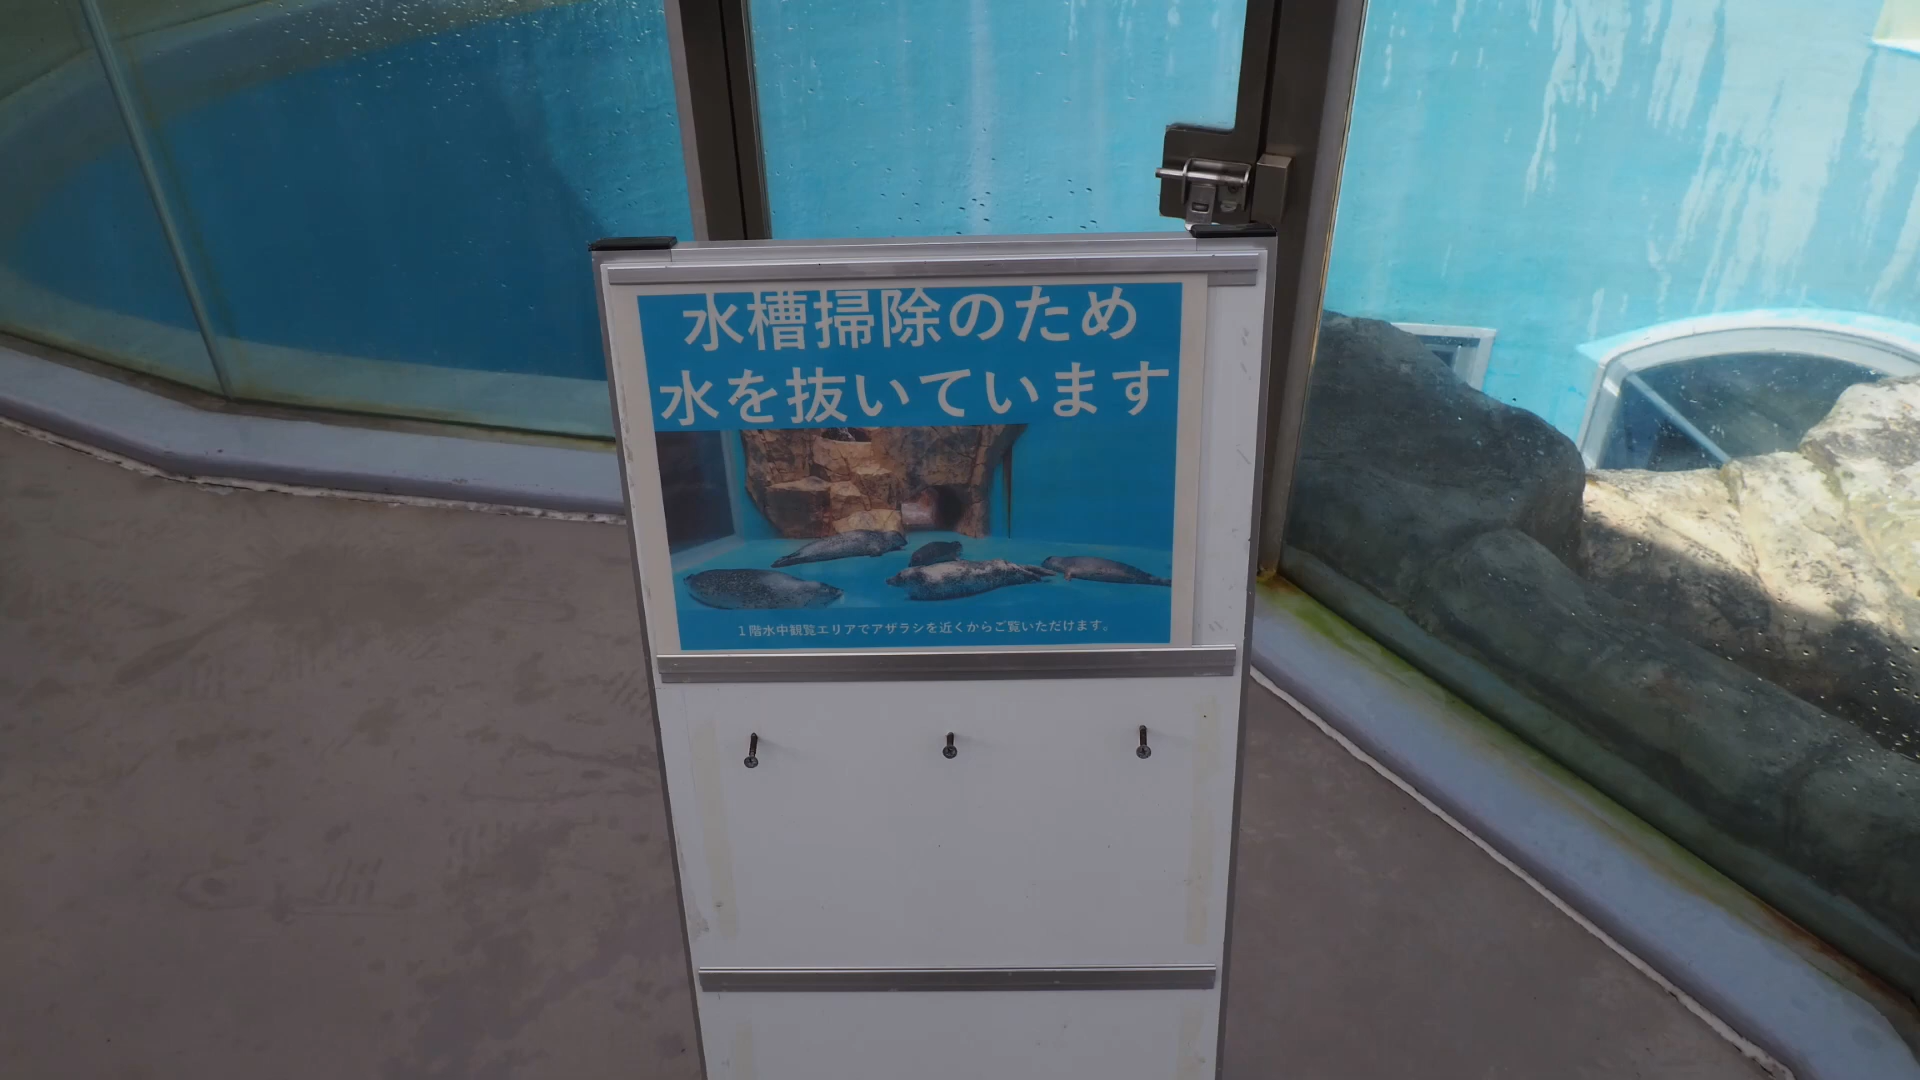 水槽掃除のため
水を抜いています
1階水中観覧エリアでアザラシを近くからご覧いただけます。